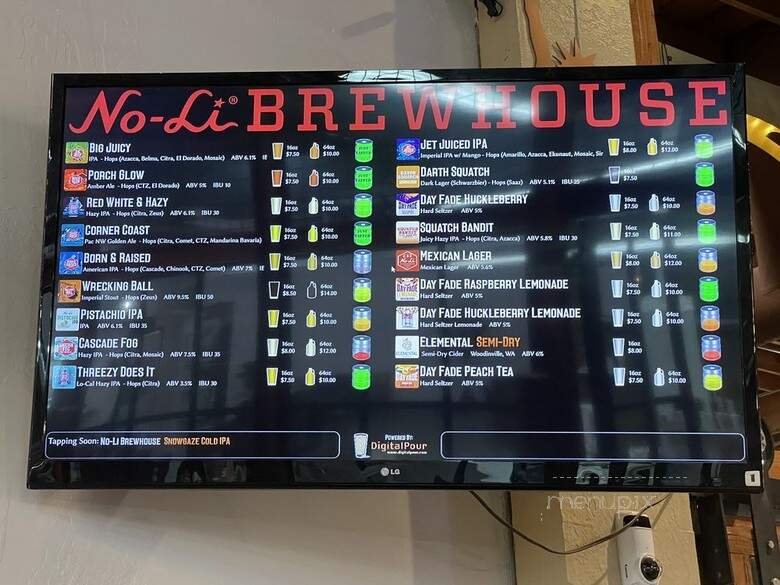 No-Li® BREWHOUSE
BIG JUICY 16oz 64oz
IPA - Hops (Azacca, Belma, Citra, El Dorado, Mosaic) ABV 6.1% $7.50 $10.00
PORCH GLOW 16oz 64oz
Amber Ale - Hops (CTZ, El Dorado) ABV 5% IBU 10 $7.50 $10.00
RED WHITE & HAZY 16oz 64oz
Hazy IPA - Hops (Citra, Zeus) ABV 6.1% IBU 30 $7.50 $10.00
CORNER COAST 16oz 64oz
Pac NW Golden Ale - Hops (Citra, Comet, CTZ, Mandarina Bavaria) $7.50 $10.00
BORN & RAISED 16oz 64oz
American IPA - Hops (Cascade, Chinook, CTZ, Comet) ABV 7% $7.50 $10.00
WRECKING BALL 16oz 64oz
Imperial Stout - Hops (Zeus) ABV 9.5% IBU 50 $8.50 $14.00
PISTACHIO IPA 16oz 64oz
IPA ABV 6.1% IBU 35 $7.50 $10.00
CASCADE FOG 16oz 64oz
Hazy IPA - Hops (Citra, Mosaic) ABV 7.5% IBU 35 $8.00 $12.00
THREEZY DOES IT 16oz 64oz
Lo-Cal Hazy IPA - Hops (Citra) ABV 3.5% IBU 30 $7.50 $10.00
JET JUICED IPA 16oz 64oz
Imperial IPA w/ Mango - Hops (Amarillo, Azacca, Ekuanot, Mosaic, Sir $8.00 $10.00
DARTH SQUATCH 16oz
Dark Lager (Schwarzbier) - Hops (Saaz) ABV 5.1% IBU 25 $7.50
DAY FADE HUCKLEBERRY 16oz 64oz
Hard Seltzer ABV 5% $7.50 $10.00
SQUATCH BANDIT 16oz 64oz
Juicy Hazy IPA - Hops (Citra, Azacca) ABV 5.8% IBU 30 $7.50 $11.00
MEXICAN LAGER 16oz 64oz
Mexican Lager ABV 5.6% $8.00 $12.00
DAY FADE RASPBERRY LEMONADE 16oz 64oz
Hard Seltzer ABV 5% $7.50 $10.00
DAY FADE HUCKLEBERRY LEMONADE 16oz 64oz
Hard Seltzer Lemonade ABV 5% $7.50 $10.00
ELEMENTAL SEMI-DRY 16oz
Semi-Dry Cider Woodinville, WA ABV 6% $8.00
DAY FADE PEACH TEA 16oz 64oz
Hard Seltzer ABV 5% $7.50 $10.00
Tapping Soon: NO-LI BREWHOUSE SNOWGAZE COLD IPA
POWERED BY:
DigitalPour
www.digitalpour.com
LG
menupix